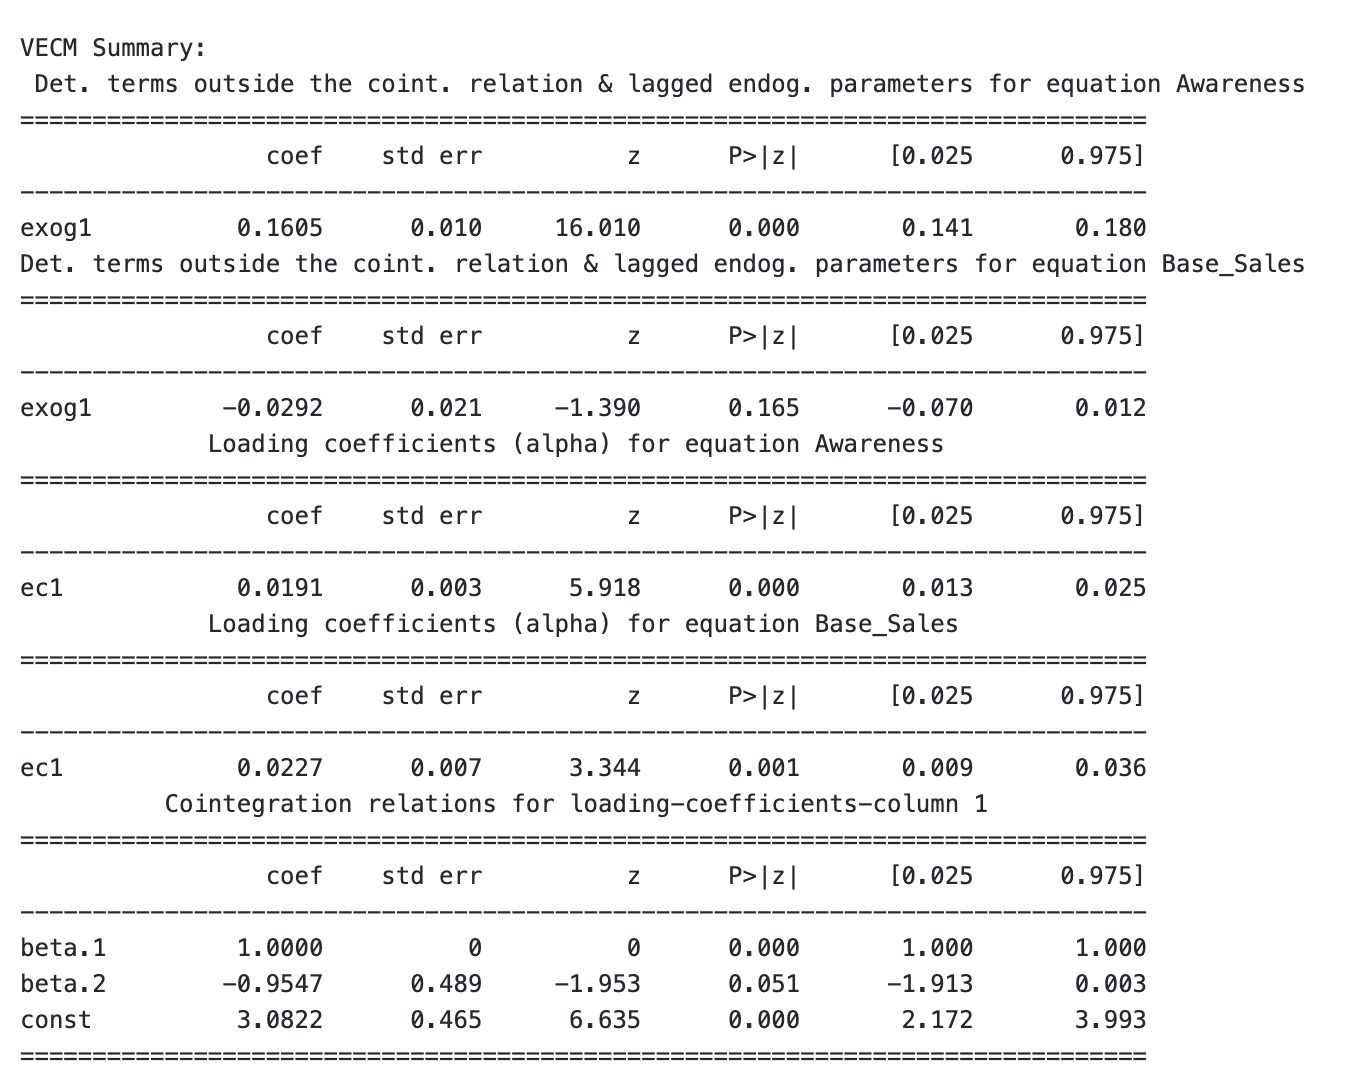 VECM Summary:
 Det. terms outside the coint. relation & lagged endog. parameters for equation Awareness
==============================================================================
                 coef    std err          z      P>|z|      [0.025      0.975]
------------------------------------------------------------------------------
exog1          0.1605      0.010     16.010      0.000       0.141       0.180
Det. terms outside the coint. relation & lagged endog. parameters for equation Base_Sales
==============================================================================
                 coef    std err          z      P>|z|      [0.025      0.975]
------------------------------------------------------------------------------
exog1         -0.0292      0.021     -1.390      0.165      -0.070       0.012
             Loading coefficients (alpha) for equation Awareness
==============================================================================
                 coef    std err          z      P>|z|      [0.025      0.975]
------------------------------------------------------------------------------
ec1            0.0191      0.003      5.918      0.000       0.013       0.025
             Loading coefficients (alpha) for equation Base_Sales
==============================================================================
                 coef    std err          z      P>|z|      [0.025      0.975]
------------------------------------------------------------------------------
ec1            0.0227      0.007      3.344      0.001       0.009       0.036
          Cointegration relations for loading-coefficients-column 1
==============================================================================
                 coef    std err          z      P>|z|      [0.025      0.975]
------------------------------------------------------------------------------
beta.1         1.0000          0          0      0.000       1.000       1.000
beta.2        -0.9547      0.489     -1.953      0.051      -1.913       0.003
const          3.0822      0.465      6.635      0.000       2.172       3.993
==============================================================================